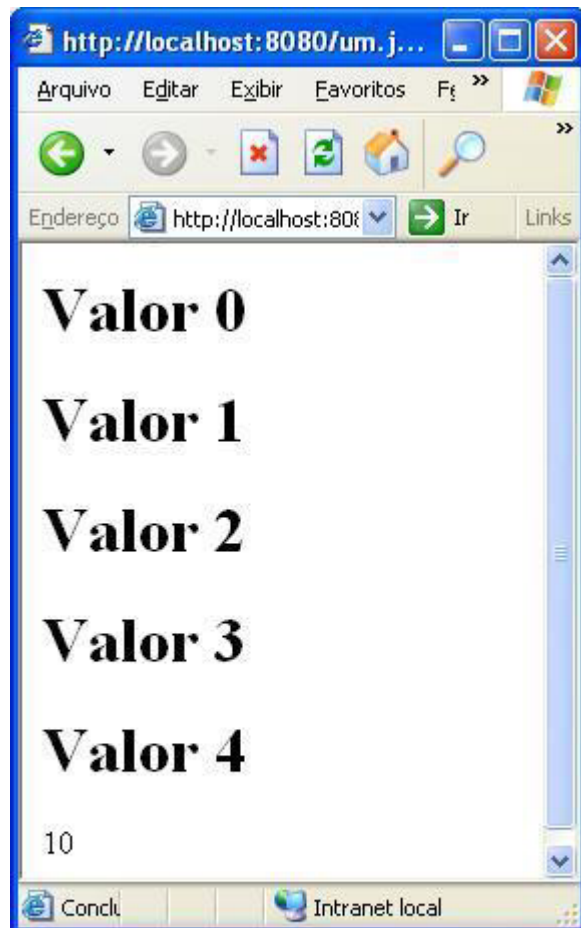 http://localhost:8080/um.j...
Arquivo Editar Exibir Favoritos »
»
Endereço http://localhost:80 Ir Links
Valor 0
Valor 1
Valor 2
Valor 3
Valor 4
10
Intranet local